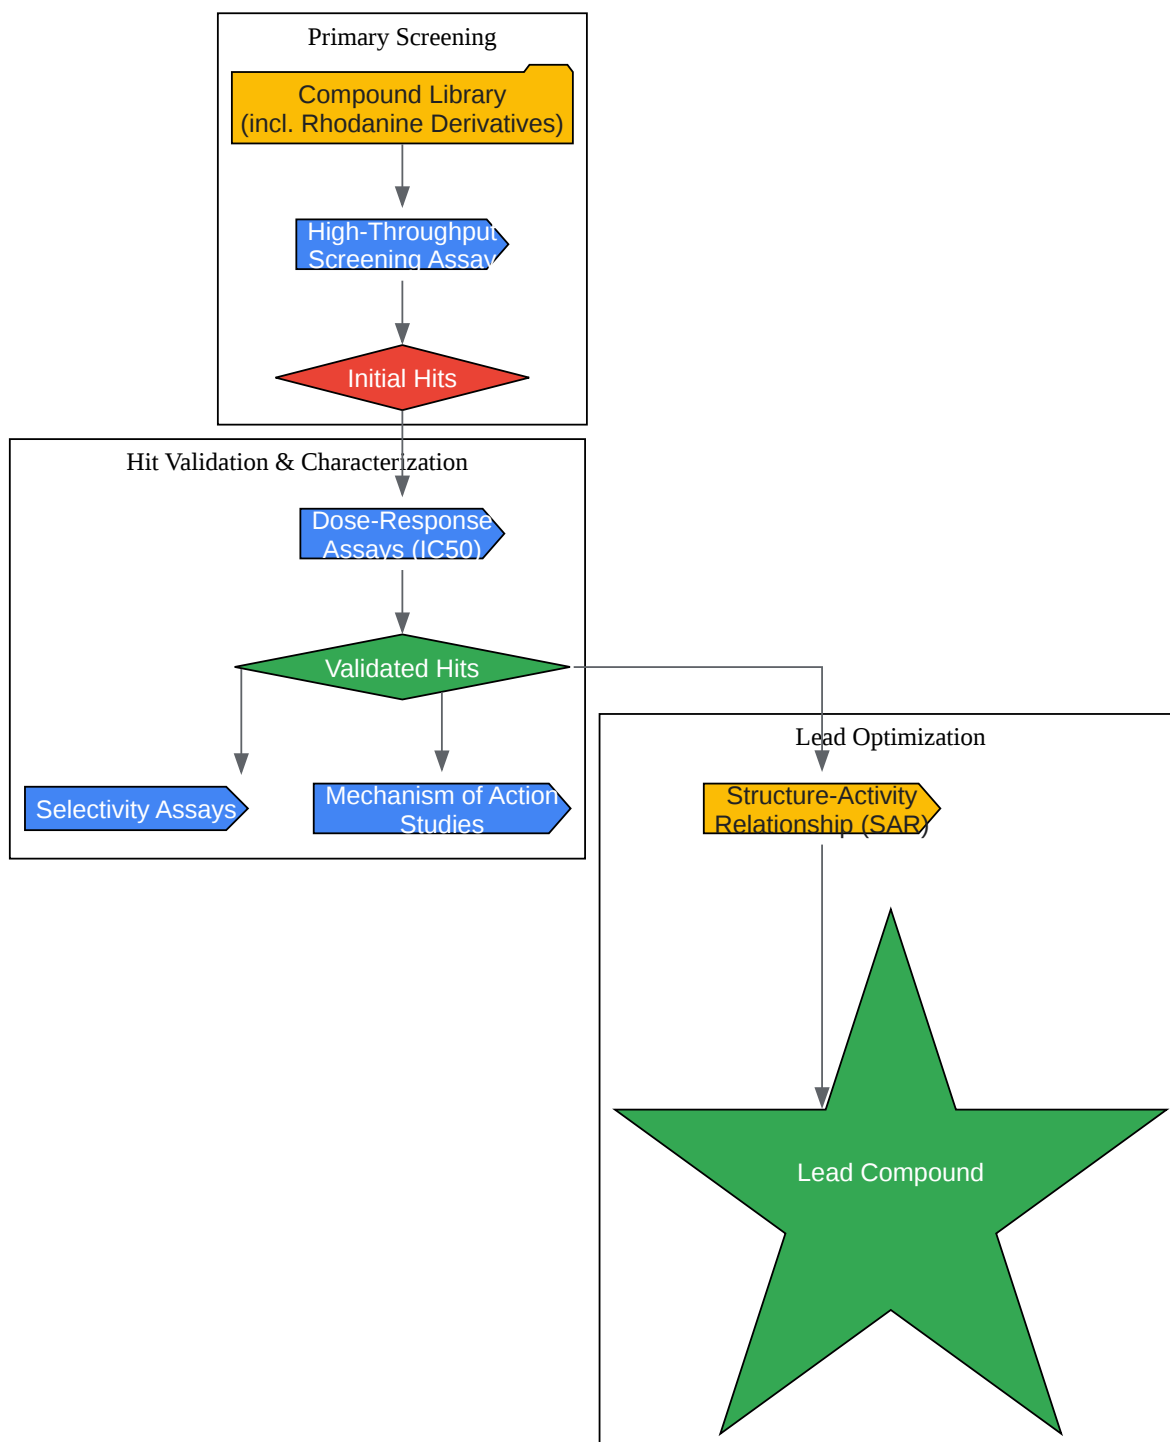 Primary Screening
Compound Library
(incl. Rhodanine Derivatives)
High-Throughput
Screening Assay
Initial Hits
Hit Validation & Characterization
Dose-Response
Assays (IC50)
Validated Hits
Selectivity Assays
Mechanism of Action
Studies
Lead Optimization
Structure-Activity
Relationship (SAR)
Lead Compound